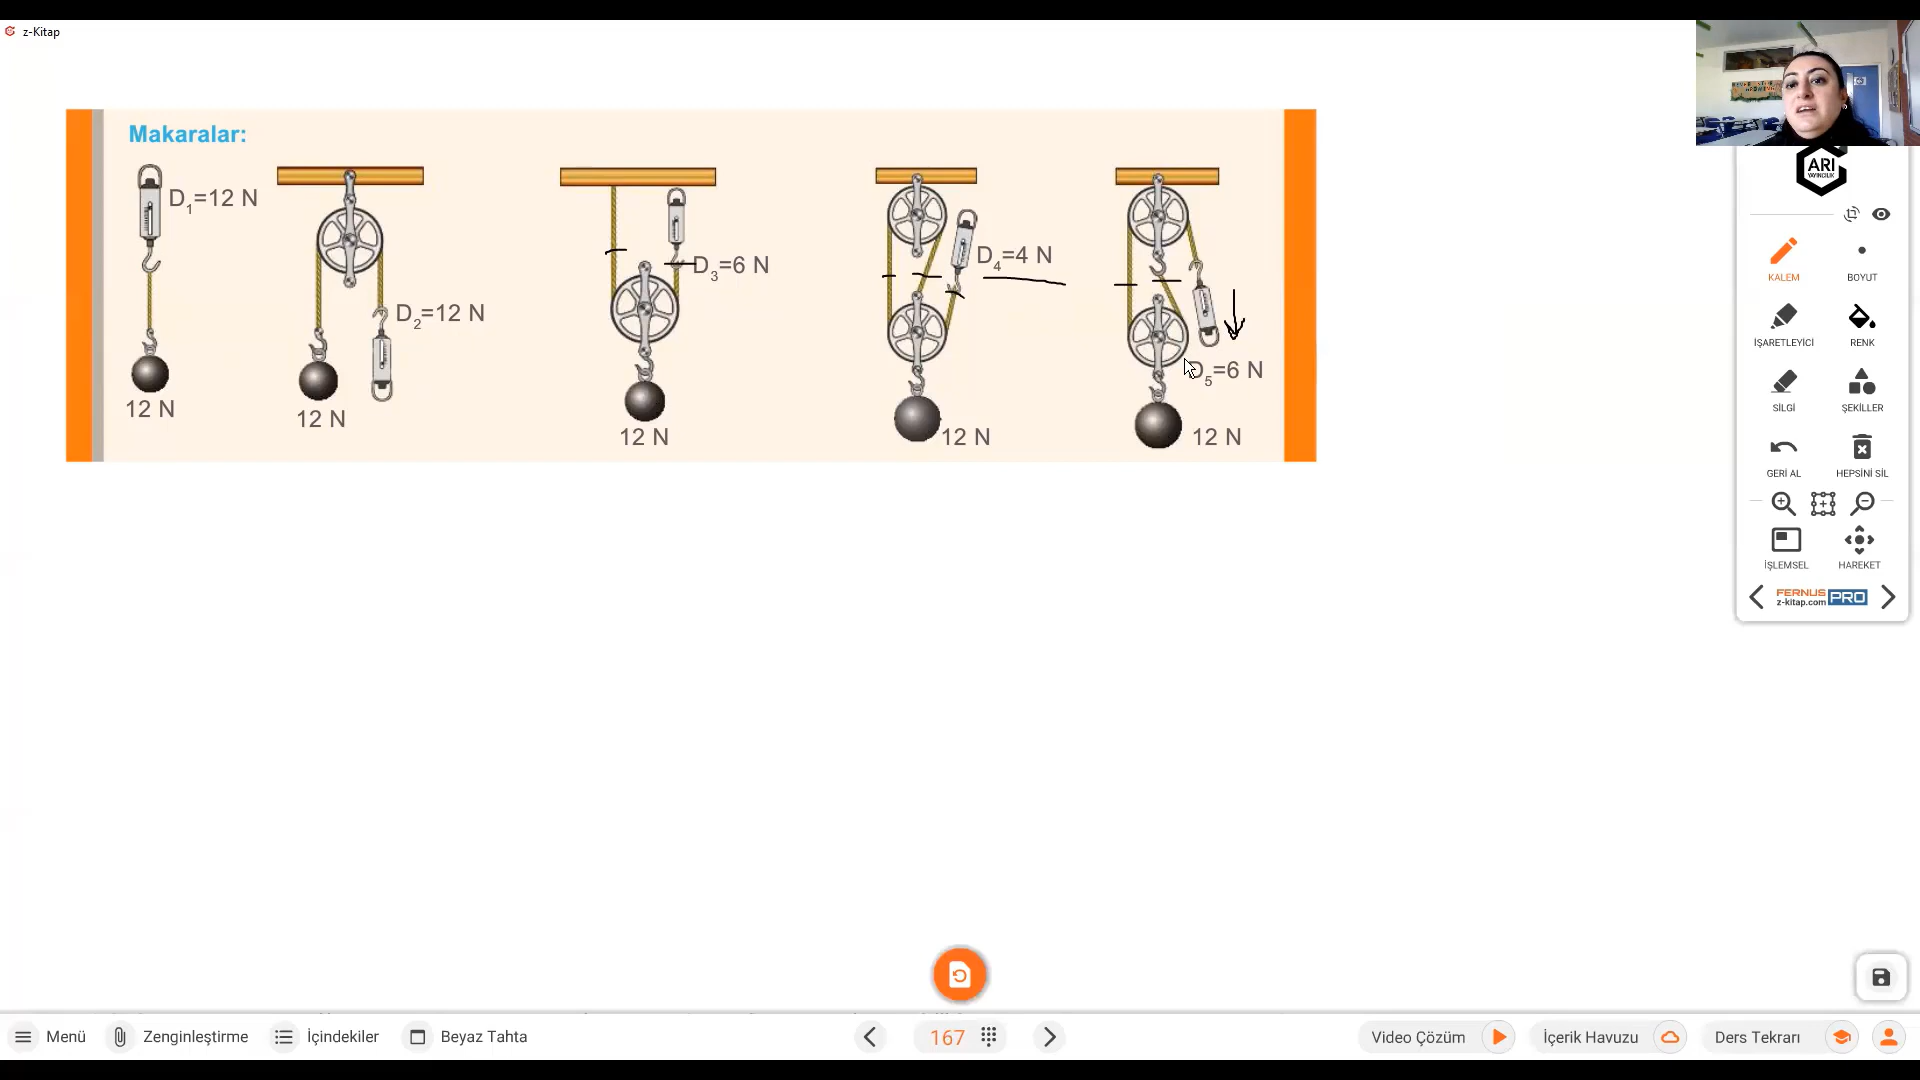 z-Kitap
Makaralar:
D1=12 N
12 N
D2=12 N
12 N
D3=6 N
12 N
D4=4 N
12 N
D5=6 N
12 N
ARI
YAYINCILIK
KALEM
BOYUT
İŞARETLEYİCİ
RENK
SİLGİ
ŞEKİLLER
GERİ AL
HEPSİNİ SİL
İŞLEMSEL
HAREKET
FERNUS
z-kitap.com PRO
Menü
Zenginleştirme
İçindekiler
Beyaz Tahta
167
Video Çözüm
İçerik Havuzu
Ders Tekrarı